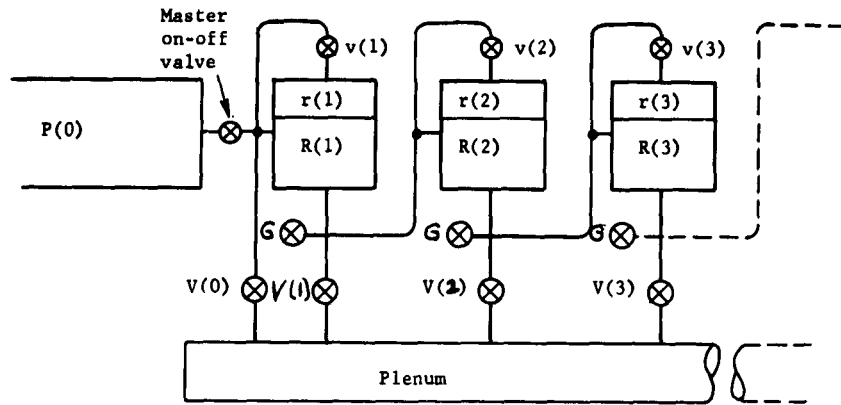 Master
on-off
valve
v(1)
v(2)
v(3)
P(0)
r(1)
r(2)
r(3)
R(1)
R(2)
R(3)
G
G
G
V(0)
V(1)
V(2)
V(3)
Plenum